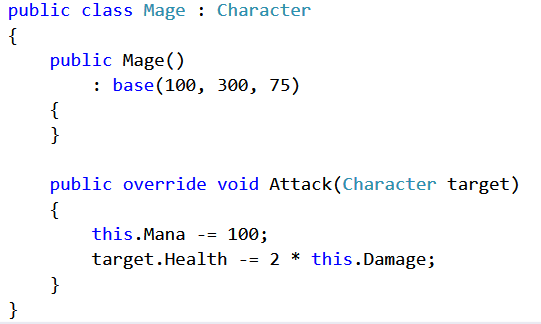 public class Mage : Character
{
    public Mage()
        : base(100, 300, 75)
    {
    }

    public override void Attack(Character target)
    {
        this.Mana -= 100;
        target.Health -= 2 * this.Damage;
    }
}